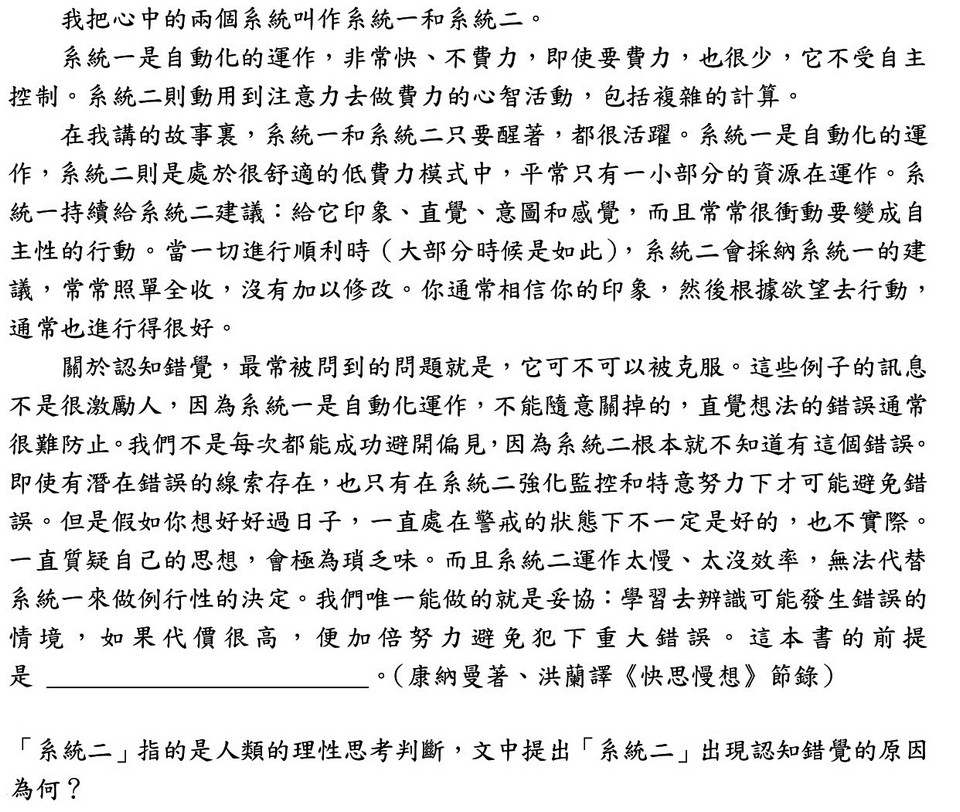 我把心中的兩個系統叫作系統一和系統二。
系統一是自動化的運作，非常快、不費力，即使要費力，也很少，它不受自主
控制。系統二則動用到注意力去做費力的心智活動，包括複雜的計算。
在我講的故事裏，系統一和系統二只要醒著，都很活躍。系統一是自動化的運
作，系統二則是處於很舒適的低費力模式中，平常只有一小部分的資源在運作。系
統一持續給系統二建議：給它印象、直覺、意圖和感覺，而且常常很衝動要變成自
主性的行動。當一切進行順利時（大部分時候是如此），系統二會採納系統一的建
議，常常照單全收，沒有加以修改。你通常相信你的印象，然後根據欲望去行動，
通常也進行得很好。
關於認知錯覺，最常被問到的問題就是，它可不可以被克服。這些例子的訊息
不是很激勵人，因為系統一是自動化運作，不能隨意關掉的，直覺想法的錯誤通常
很難防止。我們不是每次都能成功避開偏見，因為系統二根本就不知道有這個錯誤。
即使有潛在錯誤的線索存在，也只有在系統二強化監控和特意努力下才可能避免錯
誤。但是假如你想好好過日子，一直處在警戒的狀態下不一定是好的，也不實際。
一直質疑自己的思想，會極為瑣乏味。而且系統二運作太慢、太沒效率，無法代替
系統一來做例行性的決定。我們唯一能做的就是妥協：學習去辨識可能發生錯誤的
情境，如果代價很高，便加倍努力避免犯下重大錯誤。這本書的前提
是 ＿＿＿＿＿＿＿＿＿＿＿＿。（康納曼著、洪蘭譯《快思慢想》節錄）
「系統二」指的是人類的理性思考判斷，文中提出「系統二」出現認知錯覺的原因
為何？